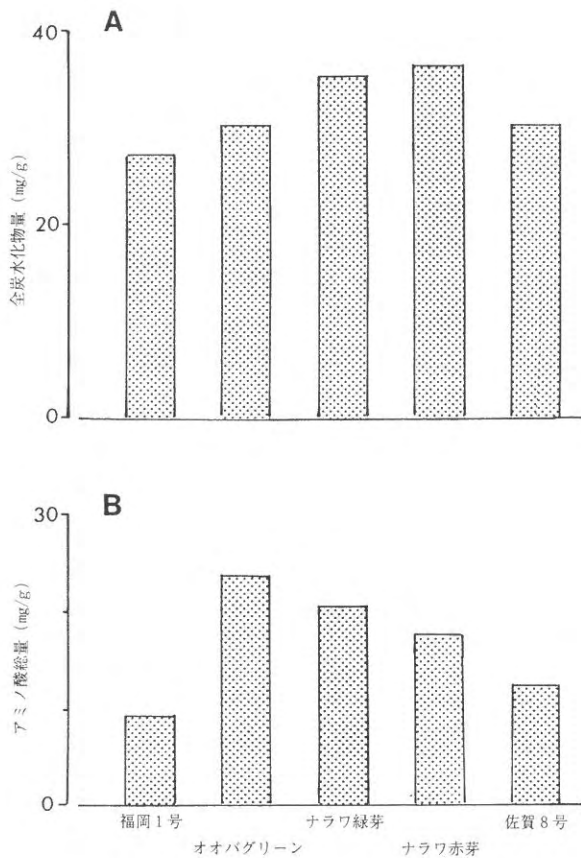 A
40
20
0
全炭水化物量 (mg/g)
B
30
0
アミノ酸総量 (mg/g)
福岡1号
オオバグリーン
ナラワ緑芽
ナラワ赤芽
佐賀8号